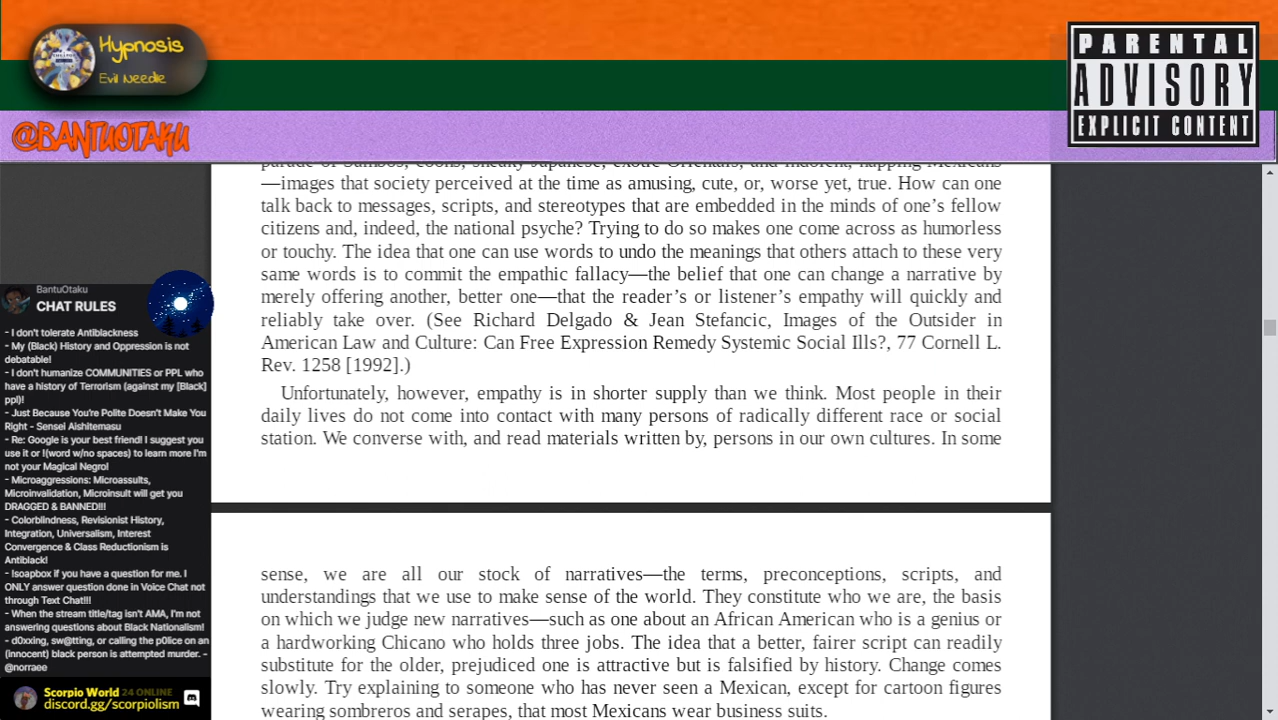 Hypnosis
Evil Needle
PARENTAL
ADVISORY
EXPLICIT CONTENT
@BANTUOTAKU
parade of Sambos, coons, sneaky Japanese, exotic Orientals, and indolent, napping Mexicans
—images that society perceived at the time as amusing, cute, or, worse yet, true. How can one
talk back to messages, scripts, and stereotypes that are embedded in the minds of one's fellow
citizens and, indeed, the national psyche? Trying to do so makes one come across as humorless
or touchy. The idea that one can use words to undo the meanings that others attach to these very
same words is to commit the empathic fallacy—the belief that one can change a narrative by
merely offering another, better one—that the reader's or listener's empathy will quickly and
reliably take over. (See Richard Delgado & Jean Stefancic, Images of the Outsider in
American Law and Culture: Can Free Expression Remedy Systemic Social Ills?, 77 Cornell L.
Rev. 1258 [1992].)
Unfortunately, however, empathy is in shorter supply than we think. Most people in their
daily lives do not come into contact with many persons of radically different race or social
station. We converse with, and read materials written by, persons in our own cultures. In some
sense, we are all our stock of narratives—the terms, preconceptions, scripts, and
understandings that we use to make sense of the world. They constitute who we are, the basis
on which we judge new narratives—such as one about an African American who is a genius or
a hardworking Chicano who holds three jobs. The idea that a better, fairer script can readily
substitute for the older, prejudiced one is attractive but is falsified by history. Change comes
slowly. Try explaining to someone who has never seen a Mexican, except for cartoon figures
wearing sombreros and serapes, that most Mexicans wear business suits.
BantuOtaku
CHAT RULES
- I don't tolerate Antiblackness
- My (Black) History and Oppression is not
debatable!
- I don't humanize COMMUNITIES or PPL who
have a history of Terrorism (against my [Black]
ppl)!
- Just Because You're Polite Doesn't Make You
Right - Sensei Aishitemasu
- Re: Google is your best friend! I suggest you
use it or !(word w/no spaces) to learn more I'm
not your Magical Negro!
- Microaggressions: Microassults,
Microinvalidation, Microinsult will get you
DRAGGED & BANNED!!!
- Colorblindness, Revisionist History,
Integration, Universalism, Interest
Convergence & Class Reductionism is
Antiblack!
- !soapbox if you have a question for me. I
ONLY answer question done in Voice Chat not
through Text Chat!!!
- When the stream title/tag isn't AMA, I'm not
answering questions about Black Nationalism!
- d0xxing, sw@tting, or calling the p0lice on an
(innocent) black person is attempted murder. -
@norraee
Scorpio World 24 ONLINE
discord.gg/scorpiolism